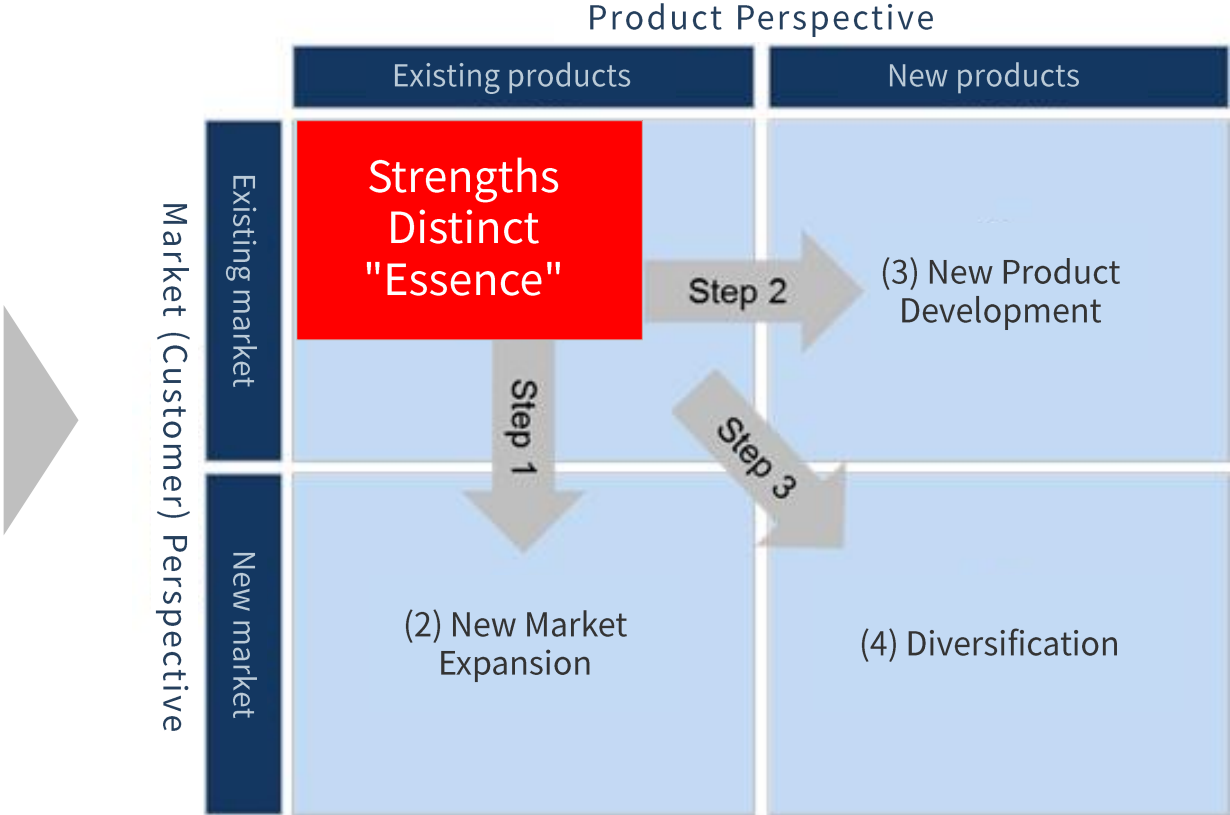 Product Perspective
Existing products
New products
Market (Customer) Perspective
Existing market
Strengths
Distinct
"Essence"
Step 2
(3) New Product
Development
Step 1
Step 3
New market
(2) New Market
Expansion
(4) Diversification